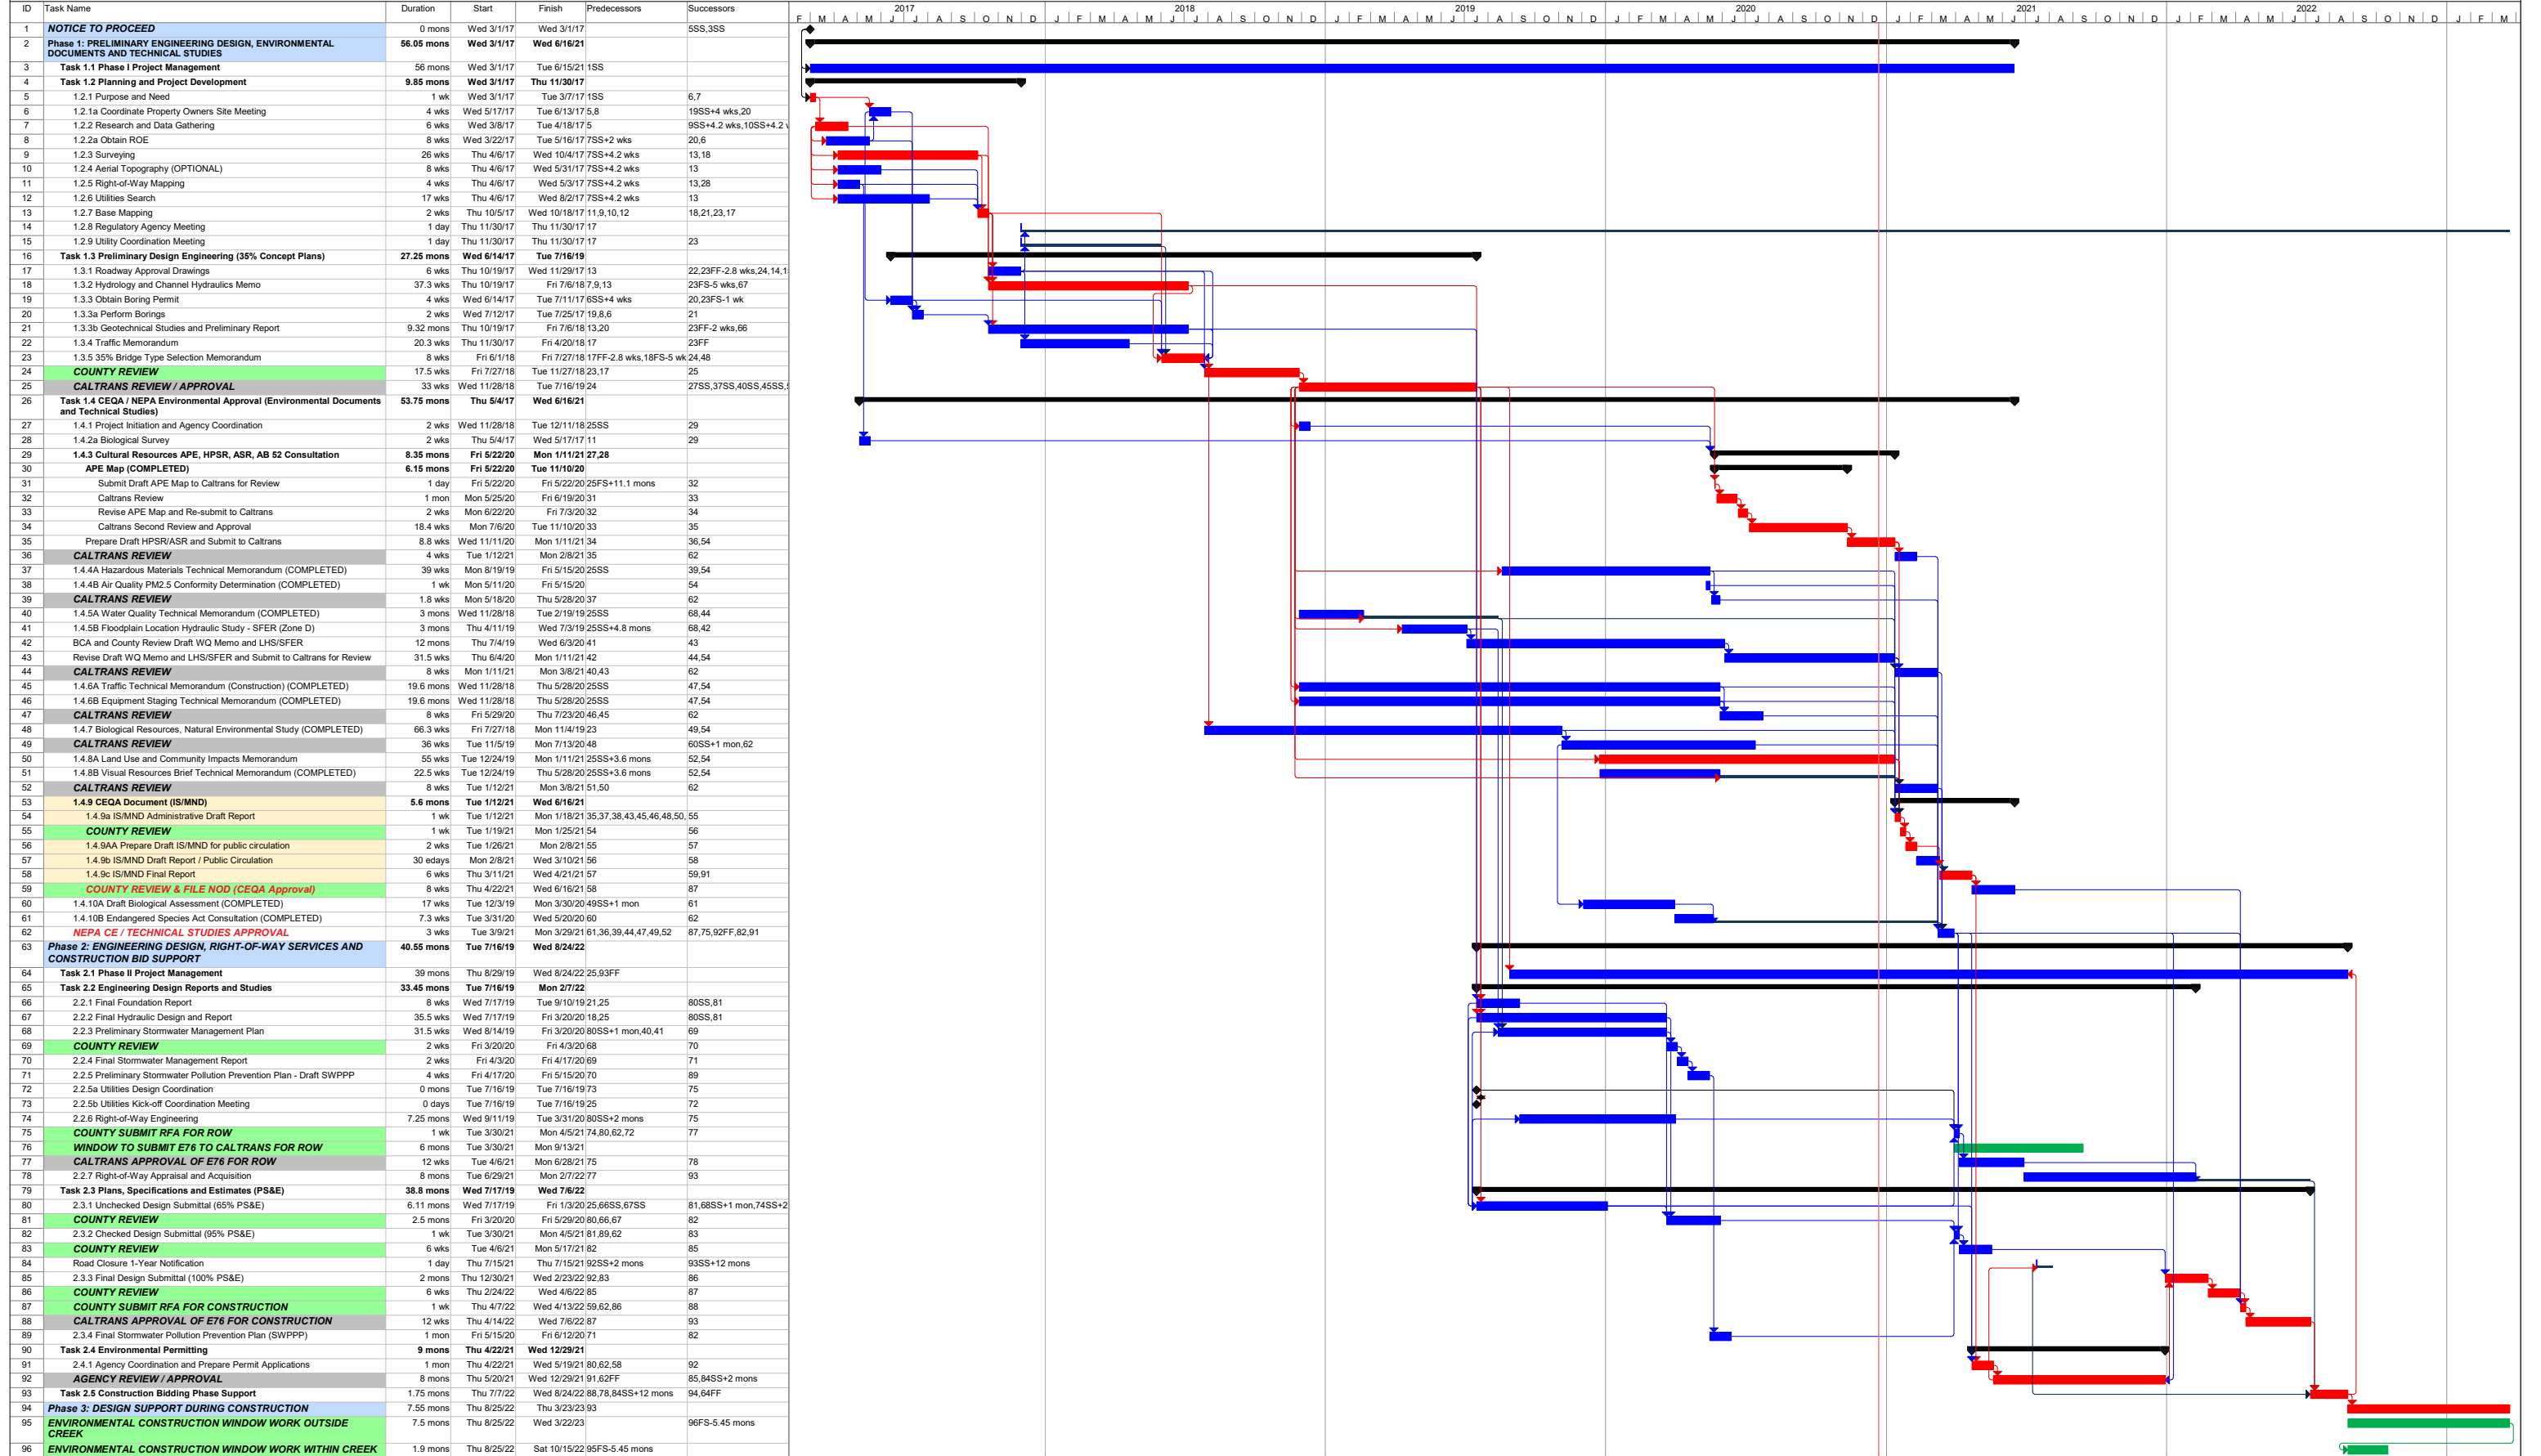 ID Task Name Duration Start Finish Predecessors Successors 2017 2018 2019 2020 2021 2022
F M A M J J A S O N D J F M A M J J A S O N D J F M A M J J A S O N D J F M A M J J A S O N D J F M A M J J A S O N D J F M A M J J A S O N D J F M
1 NOTICE TO PROCEED 0 mons Wed 3/1/17 Wed 3/1/17 5SS,3SS
2 Phase 1: PRELIMINARY ENGINEERING DESIGN, ENVIRONMENTAL 56.05 mons Wed 3/1/17 Wed 6/16/21
DOCUMENTS AND TECHNICAL STUDIES
3 Task 1.1 Phase I Project Management 56 mons Wed 3/1/17 Tue 6/15/21 1SS
4 Task 1.2 Planning and Project Development 9.85 mons Wed 3/1/17 Thu 11/30/17
5 1.2.1 Purpose and Need 1 wk Wed 3/1/17 Tue 3/7/17 1SS 6,7
6 1.2.1a Coordinate Property Owners Site Meeting 4 wks Wed 5/17/17 Tue 6/13/17 5,8 19SS+4 wks,20
7 1.2.2 Research and Data Gathering 6 wks Wed 3/8/17 Tue 4/18/17 5 9SS+4.2 wks,10SS+4.2 w
8 1.2.2a Obtain ROE 8 wks Wed 3/22/17 Tue 5/16/17 7SS+2 wks 20,6
9 1.2.3 Surveying 26 wks Thu 4/6/17 Wed 10/4/17 7SS+4.2 wks 13,18
10 1.2.4 Aerial Topography (OPTIONAL) 8 wks Thu 4/6/17 Wed 5/31/17 7SS+4.2 wks 13
11 1.2.5 Right-of-Way Mapping 4 wks Thu 4/6/17 Wed 5/3/17 7SS+4.2 wks 13,28
12 1.2.6 Utilities Search 17 wks Thu 4/6/17 Wed 8/2/17 7SS+4.2 wks 13
13 1.2.7 Base Mapping 2 wks Thu 10/5/17 Wed 10/18/17 11,9,10,12 18,21,23,17
14 1.2.8 Regulatory Agency Meeting 1 day Thu 11/30/17 Thu 11/30/17 17
15 1.2.9 Utility Coordination Meeting 1 day Thu 11/30/17 Thu 11/30/17 17 23
16 Task 1.3 Preliminary Design Engineering (35% Concept Plans) 27.25 mons Wed 6/14/17 Tue 7/16/19
17 1.3.1 Roadway Approval Drawings 6 wks Thu 10/19/17 Wed 11/29/17 13 22,23FF-2.8 wks,24,14,1
18 1.3.2 Hydrology and Channel Hydraulics Memo 37.3 wks Thu 10/19/17 Fri 7/6/18 7,9,13 23FS-5 wks,67
19 1.3.3 Obtain Boring Permit 4 wks Wed 6/14/17 Tue 7/11/17 6SS+4 wks 20,23FS-1 wk
20 1.3.3a Perform Borings 2 wks Wed 7/12/17 Tue 7/25/17 19,8,6 21
21 1.3.3b Geotechnical Studies and Preliminary Report 9.32 mons Thu 10/19/17 Fri 7/6/18 13,20 23FF-2 wks,66
22 1.3.4 Traffic Memorandum 20.3 wks Thu 11/30/17 Fri 4/20/18 17 23FF
23 1.3.5 35% Bridge Type Selection Memorandum 8 wks Fri 6/1/18 Fri 7/27/18 17FF-2.8 wks,18FS-5 wk 24,48
24 COUNTY REVIEW 17.5 wks Fri 7/27/18 Tue 11/27/18 23,17 25
25 CALTRANS REVIEW / APPROVAL 33 wks Wed 11/28/18 Tue 7/16/19 24 27SS,37SS,40SS,45SS,
26 Task 1.4 CEQA / NEPA Environmental Approval (Environmental Documents 53.75 mons Thu 5/4/17 Wed 6/16/21
and Technical Studies)
27 1.4.1 Project Initiation and Agency Coordination 2 wks Wed 11/28/18 Tue 12/11/18 25SS 29
28 1.4.2a Biological Survey 2 wks Thu 5/4/17 Wed 5/17/17 11 29
29 1.4.3 Cultural Resources APE, HPSR, ASR, AB 52 Consultation 8.35 mons Fri 5/22/20 Mon 1/11/21 27,28
30 APE Map (COMPLETED) 6.15 mons Fri 5/22/20 Tue 11/10/20
31 Submit Draft APE Map to Caltrans for Review 1 day Fri 5/22/20 Fri 5/22/20 25FS+11.1 mons 32
32 Caltrans Review 1 mon Mon 5/25/20 Fri 6/19/20 31 33
33 Revise APE Map and Re-submit to Caltrans 2 wks Mon 6/22/20 Fri 7/3/20 32 34
34 Caltrans Second Review and Approval 18.4 wks Mon 7/6/20 Tue 11/10/20 33 35
35 Prepare Draft HPSR/ASR and Submit to Caltrans 8.8 wks Wed 11/11/20 Mon 1/11/21 34 36,54
36 CALTRANS REVIEW 4 wks Tue 1/12/21 Mon 2/8/21 35 62
37 1.4.4A Hazardous Materials Technical Memorandum (COMPLETED) 39 wks Mon 8/19/19 Fri 5/15/20 25SS 39,54
38 1.4.4B Air Quality PM2.5 Conformity Determination (COMPLETED) 1 wk Mon 5/11/20 Fri 5/15/20 54
39 CALTRANS REVIEW 1.8 wks Mon 5/18/20 Thu 5/28/20 37 62
40 1.4.5A Water Quality Technical Memorandum (COMPLETED) 3 mons Wed 11/28/18 Tue 2/19/19 25SS 68,44
41 1.4.5B Floodplain Location Hydraulic Study - SFER (Zone D) 3 mons Thu 4/11/19 Wed 7/3/19 25SS+4.8 mons 68,42
42 BCA and County Review Draft WQ Memo and LHS/SFER 12 mons Thu 7/4/19 Wed 6/3/20 41 43
43 Revise Draft WQ Memo and LHS/SFER and Submit to Caltrans for Review 31.5 wks Thu 6/4/20 Mon 1/11/21 42 44,54
44 CALTRANS REVIEW 8 wks Mon 1/11/21 Mon 3/8/21 40,43 62
45 1.4.6A Traffic Technical Memorandum (Construction) (COMPLETED) 19.6 mons Wed 11/28/18 Thu 5/28/20 25SS 47,54
46 1.4.6B Equipment Staging Technical Memorandum (COMPLETED) 19.6 mons Wed 11/28/18 Thu 5/28/20 25SS 47,54
47 CALTRANS REVIEW 8 wks Fri 5/29/20 Thu 7/23/20 46,45 62
48 1.4.7 Biological Resources, Natural Environmental Study (COMPLETED) 66.3 wks Fri 7/27/18 Mon 11/4/19 23 49,54
49 CALTRANS REVIEW 36 wks Tue 11/5/19 Mon 7/13/20 48 60SS+1 mon,62
50 1.4.8A Land Use and Community Impacts Memorandum 55 wks Tue 12/24/19 Mon 1/11/21 25SS+3.6 mons 52,54
51 1.4.8B Visual Resources Brief Technical Memorandum (COMPLETED) 22.5 wks Tue 12/24/19 Thu 5/28/20 25SS+3.6 mons 52,54
52 CALTRANS REVIEW 8 wks Tue 1/12/21 Mon 3/8/21 51,50 62
53 1.4.9 CEQA Document (IS/MND) 5.6 mons Tue 1/12/21 Wed 6/16/21
54 1.4.9a IS/MND Administrative Draft Report 1 wk Tue 1/12/21 Mon 1/18/21 35,37,38,43,45,46,48,50, 55
55 COUNTY REVIEW 1 wk Tue 1/19/21 Mon 1/25/21 54 56
56 1.4.9AA Prepare Draft IS/MND for public circulation 2 wks Tue 1/26/21 Mon 2/8/21 55 57
57 1.4.9b IS/MND Draft Report / Public Circulation 30 edays Mon 2/8/21 Wed 3/10/21 56 58
58 1.4.9c IS/MND Final Report 6 wks Thu 3/11/21 Wed 4/21/21 57 59,91
59 COUNTY REVIEW & FILE NOD (CEQA Approval) 8 wks Thu 4/22/21 Wed 6/16/21 58 87
60 1.4.10A Draft Biological Assessment (COMPLETED) 17 wks Tue 12/3/19 Mon 3/30/20 49SS+1 mon 61
61 1.4.10B Endangered Species Act Consultation (COMPLETED) 7.3 wks Tue 3/31/20 Wed 5/20/20 60 62
62 NEPA CE / TECHNICAL STUDIES APPROVAL 3 wks Tue 3/9/21 Mon 3/29/21 61,36,39,44,47,49,52 87,75,92FF,82,91
63 Phase 2: ENGINEERING DESIGN, RIGHT-OF-WAY SERVICES AND 40.55 mons Tue 7/16/19 Wed 8/24/22
CONSTRUCTION BID SUPPORT
64 Task 2.1 Phase II Project Management 39 mons Thu 8/29/19 Wed 8/24/22 25,93FF
65 Task 2.2 Engineering Design Reports and Studies 33.45 mons Tue 7/16/19 Mon 2/7/22
66 2.2.1 Final Foundation Report 8 wks Wed 7/17/19 Tue 9/10/19 21,25 80SS,81
67 2.2.2 Final Hydraulic Design and Report 35.5 wks Wed 7/17/19 Fri 3/20/20 18,25 80SS,81
68 2.2.3 Preliminary Stormwater Management Plan 31.5 wks Wed 8/14/19 Fri 3/20/20 80SS+1 mon,40,41 69
69 COUNTY REVIEW 2 wks Fri 3/20/20 Fri 4/3/20 68 70
70 2.2.4 Final Stormwater Management Report 2 wks Fri 4/3/20 Fri 4/17/20 69 71
71 2.2.5 Preliminary Stormwater Pollution Prevention Plan - Draft SWPPP 4 wks Fri 4/17/20 Fri 5/15/20 70 89
72 2.2.5a Utilities Design Coordination 0 mons Tue 7/16/19 Tue 7/16/19 73 75
73 2.2.5b Utilities Kick-off Coordination Meeting 0 days Tue 7/16/19 Tue 7/16/19 25 72
74 2.2.6 Right-of-Way Engineering 7.25 mons Wed 9/11/19 Tue 3/31/20 80SS+2 mons 75
75 COUNTY SUBMIT RFA FOR ROW 1 wk Tue 3/30/21 Mon 4/5/21 74,80,62,72 77
76 WINDOW TO SUBMIT E76 TO CALTRANS FOR ROW 6 mons Tue 3/30/21 Mon 9/13/21
77 CALTRANS APPROVAL OF E76 FOR ROW 12 wks Tue 4/6/21 Mon 6/28/21 75 78
78 2.2.7 Right-of-Way Appraisal and Acquisition 8 mons Tue 6/29/21 Mon 2/7/22 77 93
79 Task 2.3 Plans, Specifications and Estimates (PS&E) 38.8 mons Wed 7/17/19 Wed 7/6/22
80 2.3.1 Unchecked Design Submittal (65% PS&E) 6.11 mons Wed 7/17/19 Fri 1/3/20 25,66SS,67SS 81,68SS+1 mon,74SS+2
81 COUNTY REVIEW 2.5 mons Fri 3/20/20 Fri 5/29/20 80,66,67 82
82 2.3.2 Checked Design Submittal (95% PS&E) 1 wk Tue 3/30/21 Mon 4/5/21 81,89,62 83
83 COUNTY REVIEW 6 wks Tue 4/6/21 Mon 5/17/21 82 85
84 Road Closure 1-Year Notification 1 day Thu 7/15/21 Thu 7/15/21 92SS+2 mons 93SS+12 mons
85 2.3.3 Final Design Submittal (100% PS&E) 2 mons Thu 12/30/21 Wed 2/23/22 92,83 86
86 COUNTY REVIEW 6 wks Thu 2/24/22 Wed 4/6/22 85 87
87 COUNTY SUBMIT RFA FOR CONSTRUCTION 1 wk Thu 4/7/22 Wed 4/13/22 59,62,86 88
88 CALTRANS APPROVAL OF E76 FOR CONSTRUCTION 12 wks Thu 4/14/22 Wed 7/6/22 87 93
89 2.3.4 Final Stormwater Pollution Prevention Plan (SWPPP) 1 mon Fri 5/15/20 Fri 6/12/20 71 82
90 Task 2.4 Environmental Permitting 9 mons Thu 4/22/21 Wed 12/29/21
91 2.4.1 Agency Coordination and Prepare Permit Applications 1 mon Thu 4/22/21 Wed 5/19/21 80,62,58 92
92 AGENCY REVIEW / APPROVAL 8 mons Thu 5/20/21 Wed 12/29/21 91,62FF 85,84SS+2 mons
93 Task 2.5 Construction Bidding Phase Support 1.75 mons Thu 7/7/22 Wed 8/24/22 88,78,84SS+12 mons 94,64FF
94 Phase 3: DESIGN SUPPORT DURING CONSTRUCTION 7.55 mons Thu 8/25/22 Thu 3/23/23 93
95 ENVIRONMENTAL CONSTRUCTION WINDOW WORK OUTSIDE 7.5 mons Thu 8/25/22 Wed 3/22/23 96FS-5.45 mons
CREEK
96 ENVIRONMENTAL CONSTRUCTION WINDOW WORK WITHIN CREEK 1.9 mons Thu 8/25/22 Sat 10/15/22 95FS-5.45 mons